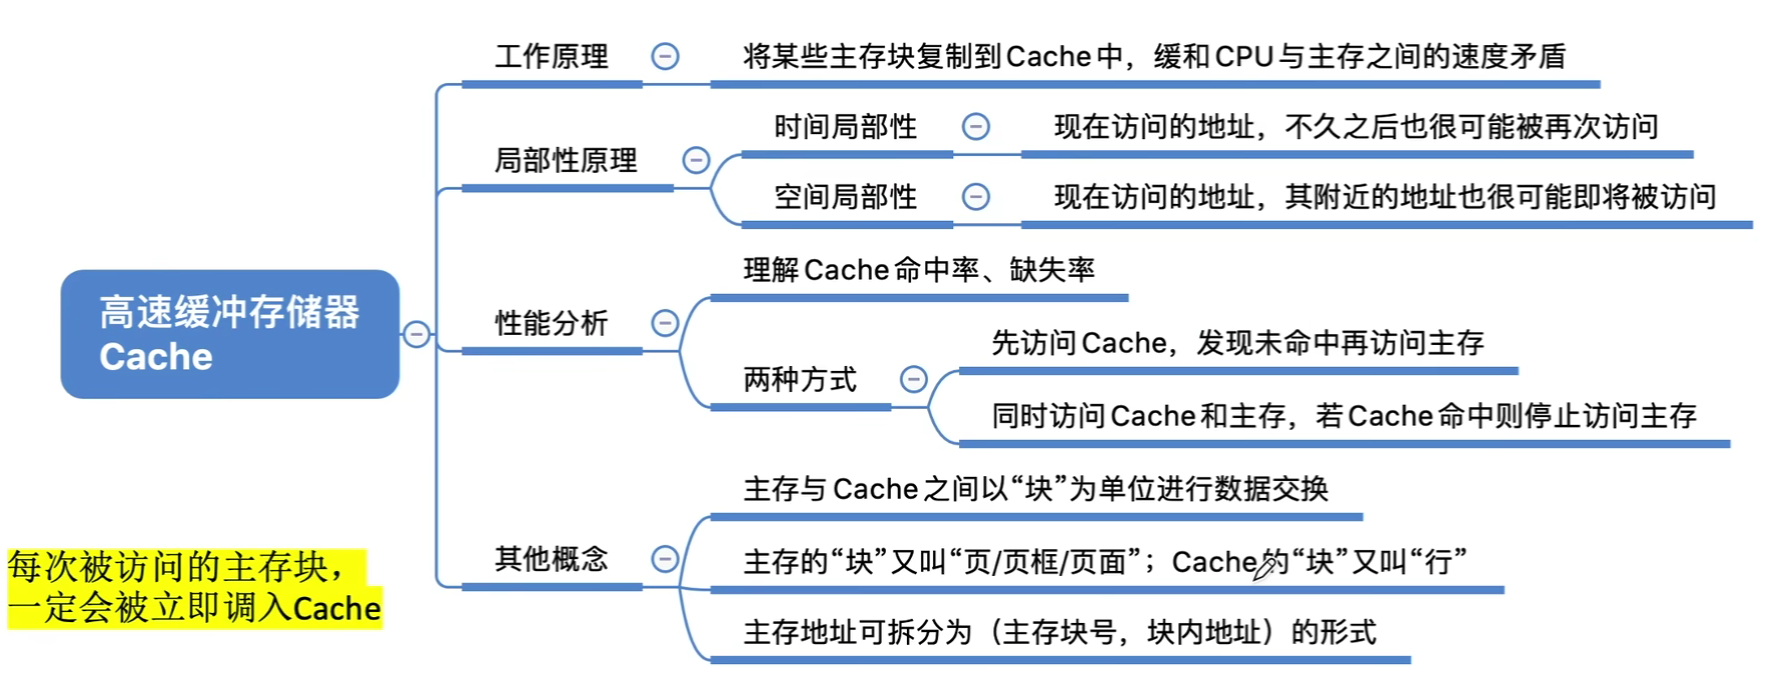 工作原理
将某些主存块复制到Cache中，缓和CPU与主存之间的速度矛盾
局部性原理
时间局部性
现在访问的地址，不久之后也很可能被再次访问
空间局部性
现在访问的地址，其附近的地址也很可能即将被访问
高速缓冲存储器
Cache
性能分析
理解Cache命中率、缺失率
两种方式
先访问Cache，发现未命中再访问主存
同时访问Cache和主存，若Cache命中则停止访问主存
其他概念
主存与Cache之间以“块”为单位进行数据交换
主存的“块”又叫“页/页框/页面”；Cache的“块”又叫“行”
主存地址可拆分为（主存块号，块内地址）的形式
每次被访问的主存块，
一定会被立即调入Cache